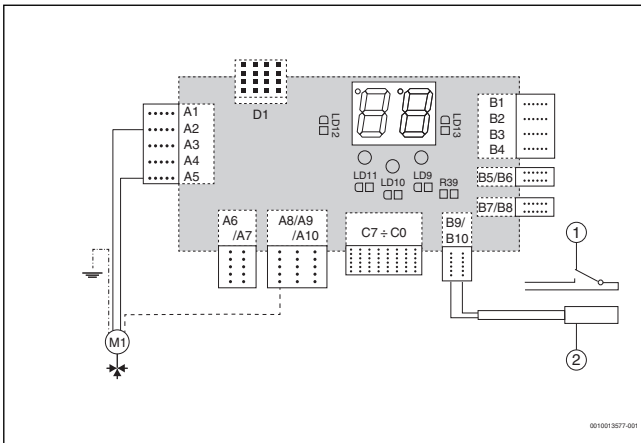 A1
A2
A3
A4
A5
D1
LD12
88
LD13
LD11
LD10
LD9
R39
B1
B2
B3
B4
B5/B6
B7/B8
A6
/A7
A8/A9
/A10
C7 ÷ C0
B9/
B10
1
2
M1
0010013577-001